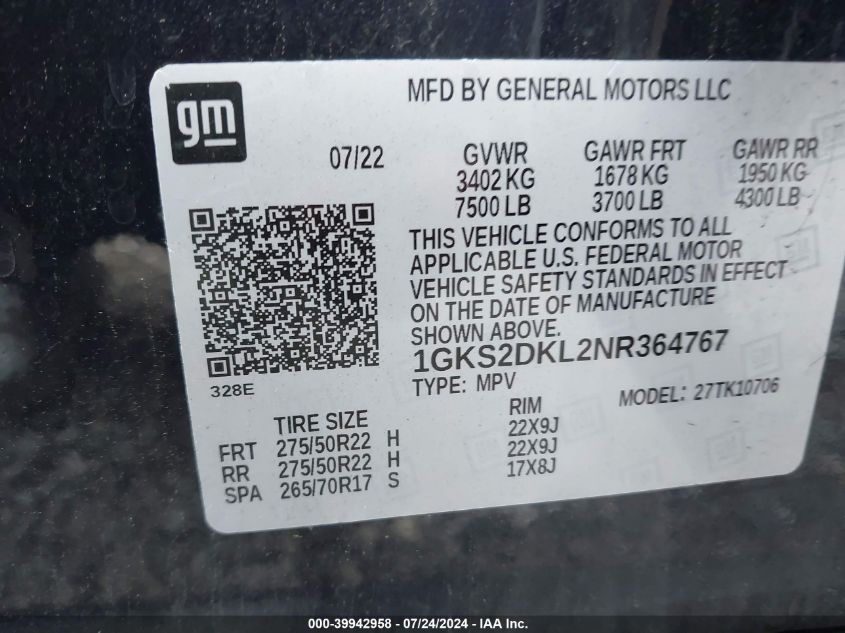 gm
MFD BY GENERAL MOTORS LLC
07/22 GVWR GAWR FRT GAWR RR
3402 KG 1678 KG 1950 KG
7500 LB 3700 LB 4300 LB
THIS VEHICLE CONFORMS TO ALL
APPLICABLE U.S. FEDERAL MOTOR
VEHICLE SAFETY STANDARDS IN EFFECT
ON THE DATE OF MANUFACTURE
SHOWN ABOVE.
1GKS2DKL2NR364767
328E
TYPE: MPV MODEL: 27TK10706
TIRE SIZE RIM
FRT 275/50R22 H 22X9J
RR 275/50R22 H 22X9J
SPA 265/70R17 S 17X8J
000-39942958 - 07/24/2024 - IAA Inc.